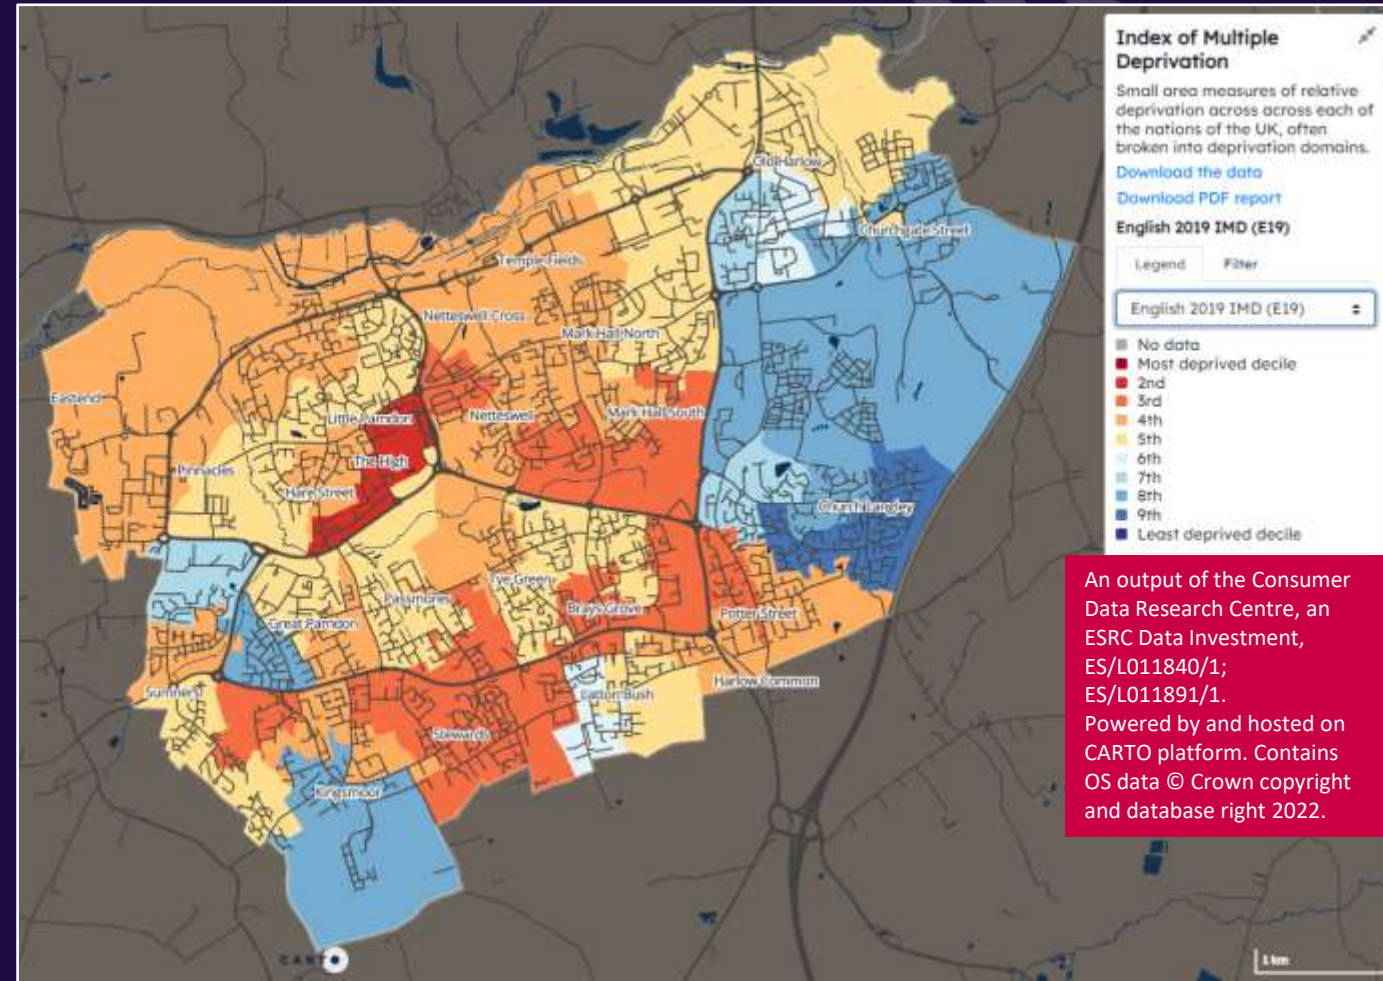 Index of Multiple
Deprivation
Small area measures of relative
deprivation across across each of
the nations of the UK, often
broken into deprivation domains.
Download the data
Download PDF report
English 2019 IMD (E19)
Legend Filter
English 2019 IMD (E19)
No data
Most deprived decile
2nd
3rd
4th
5th
6th
7th
8th
9th
Least deprived decile
An output of the Consumer
Data Research Centre, an
ESRC Data Investment,
ES/L011840/1;
ES/L011891/1.
Powered by and hosted on
CARTO platform. Contains
OS data © Crown copyright
and database right 2022.
Old Harlow
Churchgate Street
Temple Fields
Netteswell Cross
Mark Hall North
Eastend
Little Parndon
Netteswell
Mark Hall South
Pinnacles
The High
Hare Street
Church Langley
Tye Green
Passmores
Brays Grove
Potter Street
Great Parndon
Sumners
Latton Bush
Harlow Common
Stewards
Kingsmoor
CARTO
1 km